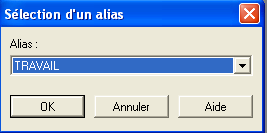 Sélection d'un alias
Alias :
TRAVAIL
OK
Annuler
Aide